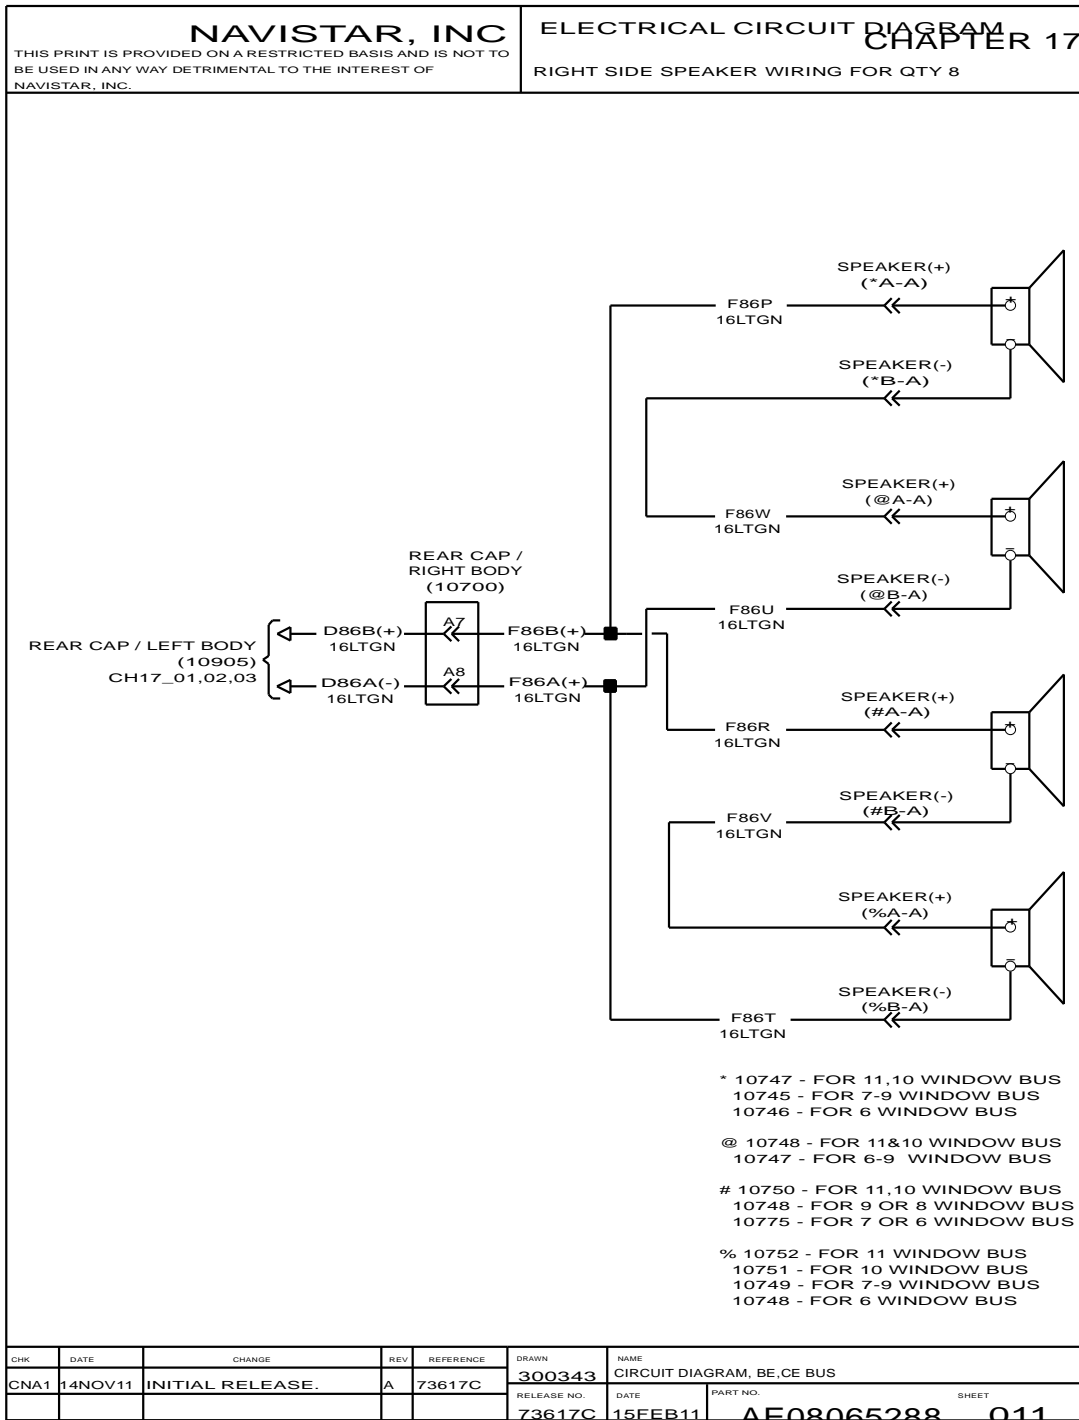 NAVISTAR, INC
THIS PRINT IS PROVIDED ON A RESTRICTED BASIS AND IS NOT TO
BE USED IN ANY WAY DETRIMENTAL TO THE INTEREST OF
NAVISTAR, INC.
ELECTRICAL CIRCUIT DIAGRAM
CHAPTER 17
RIGHT SIDE SPEAKER WIRING FOR QTY 8
SPEAKER(+)
(*A-A)
F86P
16LTGN
+
-
SPEAKER(-)
(*B-A)
SPEAKER(+)
(@A-A)
F86W
16LTGN
+
-
SPEAKER(-)
(@B-A)
F86U
16LTGN
REAR CAP /
RIGHT BODY
(10700)
REAR CAP / LEFT BODY
(10905)
CH17_01,02,03
D86B(+)
16LTGN
A7
F86B(+)
16LTGN
D86A(-)
16LTGN
A8
F86A(+)
16LTGN
SPEAKER(+)
(#A-A)
F86R
16LTGN
+
-
SPEAKER(-)
(#B-A)
F86V
16LTGN
SPEAKER(+)
(%A-A)
+
-
SPEAKER(-)
(%B-A)
F86T
16LTGN
* 10747 - FOR 11,10 WINDOW BUS
10745 - FOR 7-9 WINDOW BUS
10746 - FOR 6 WINDOW BUS
@ 10748 - FOR 11&10 WINDOW BUS
10747 - FOR 6-9 WINDOW BUS
# 10750 - FOR 11,10 WINDOW BUS
10748 - FOR 9 OR 8 WINDOW BUS
10775 - FOR 7 OR 6 WINDOW BUS
% 10752 - FOR 11 WINDOW BUS
10751 - FOR 10 WINDOW BUS
10749 - FOR 7-9 WINDOW BUS
10748 - FOR 6 WINDOW BUS
CHK DATE CHANGE REV REFERENCE
CNA1 14NOV11 INITIAL RELEASE. A 73617C
DRAWN
300343
NAME
CIRCUIT DIAGRAM, BE,CE BUS
RELEASE NO.
73617C
DATE
15FEB11
PART NO.
AE08065288
SHEET
011